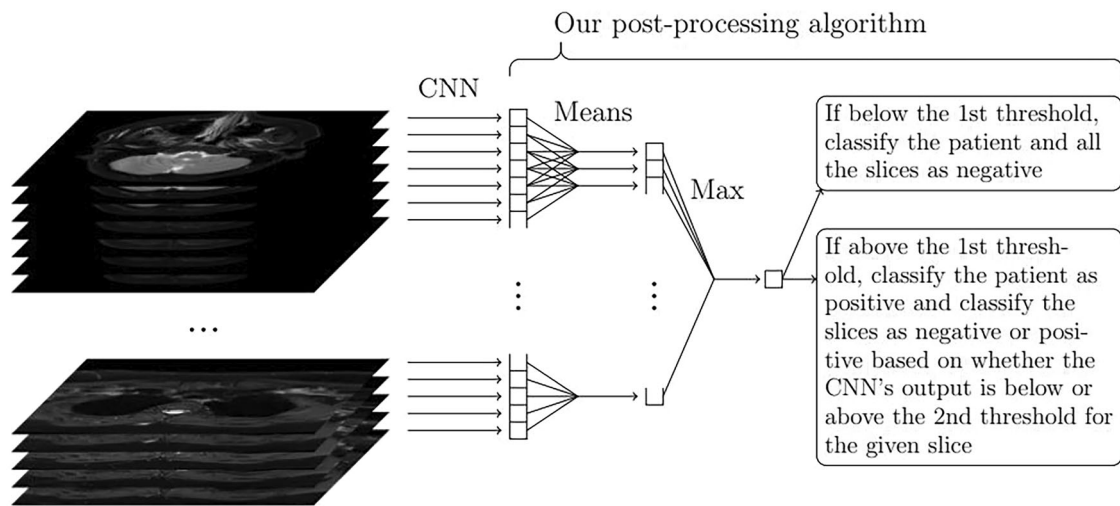 Our post-processing algorithm
CNN
Means
Max
If below the 1st threshold,
classify the patient and all
the slices as negative
If above the 1st thresh-
old, classify the patient as
positive and classify the
slices as negative or posi-
tive based on whether the
CNN's output is below or
above the 2nd threshold for
the given slice
...